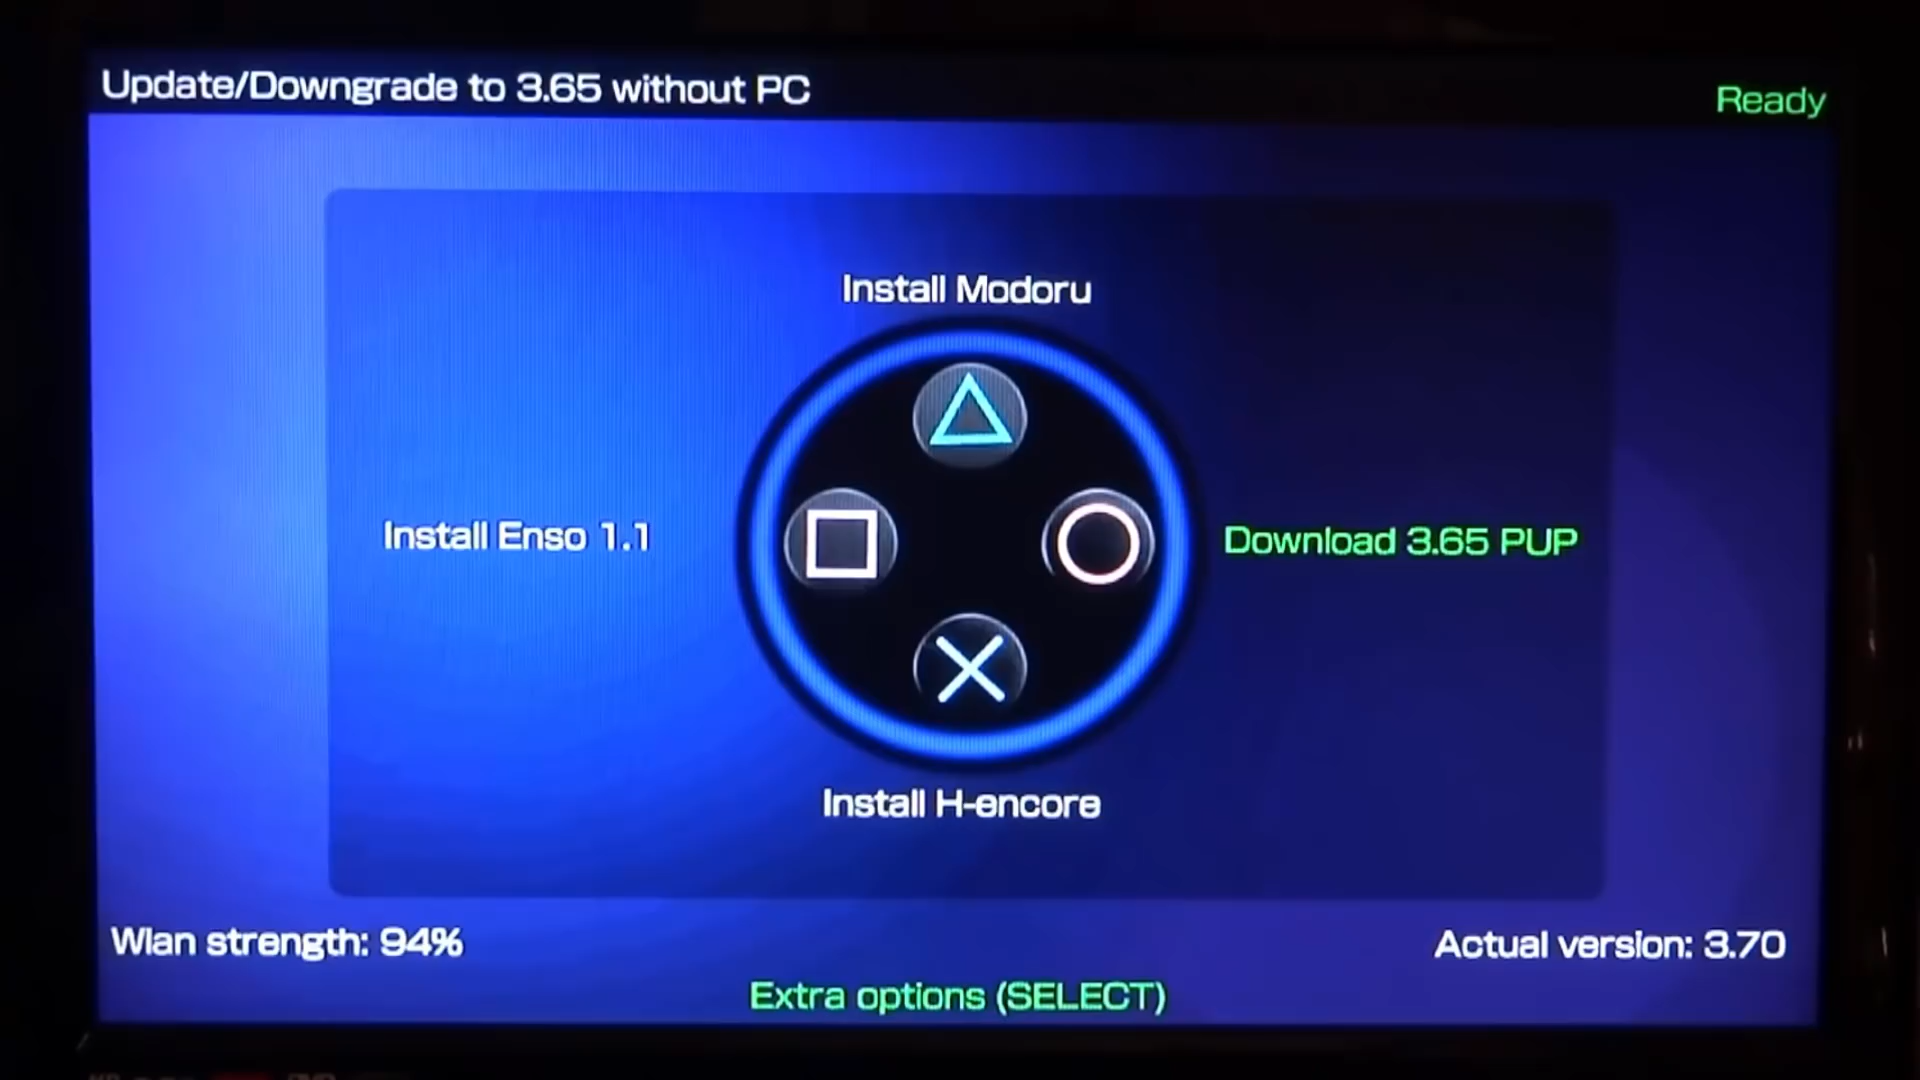 Update/Downgrade to 3.65 without PC
Ready
Install Modoru
Install Enso 1.1
Download 3.65 PUP
Install H-encore
Wlan strength: 94%
Actual version: 3.70
Extra options (SELECT)